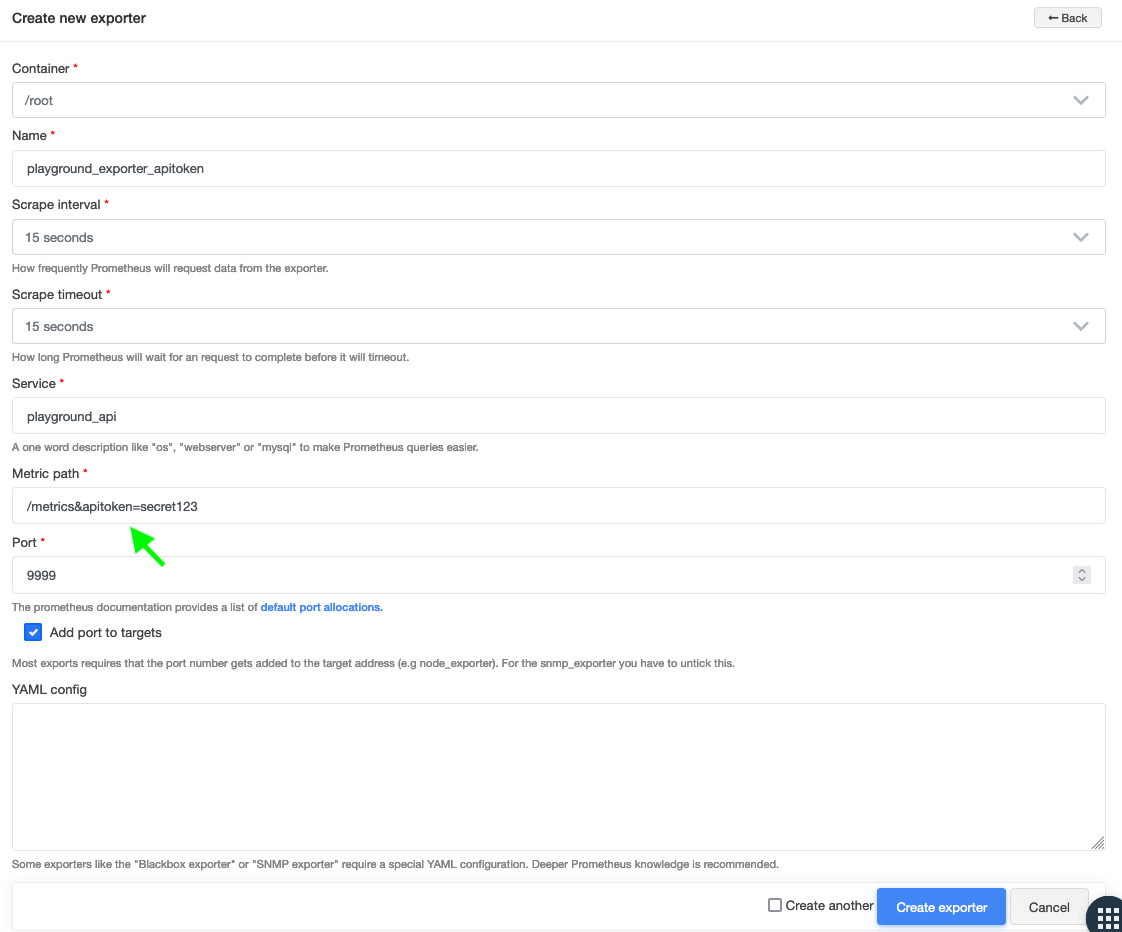 Create new exporter
← Back
Container *
/root
Name *
playground_exporter_apitoken
Scrape interval *
15 seconds
How frequently Prometheus will request data from the exporter.
Scrape timeout *
15 seconds
How long Prometheus will wait for an request to complete before it will timeout.
Service *
playground_api
A one word description like "os", "webserver" or "mysql" to make Prometheus queries easier.
Metric path *
/metrics&apitoken=secret123
Port *
9999
The prometheus documentation provides a list of default port allocations.
Add port to targets
Most exports requires that the port number gets added to the target address (e.g node_exporter). For the snmp_exporter you have to untick this.
YAML config
Some exporters like the "Blackbox exporter" or "SNMP exporter" require a special YAML configuration. Deeper Prometheus knowledge is recommended.
Create another
Create exporter
Cancel